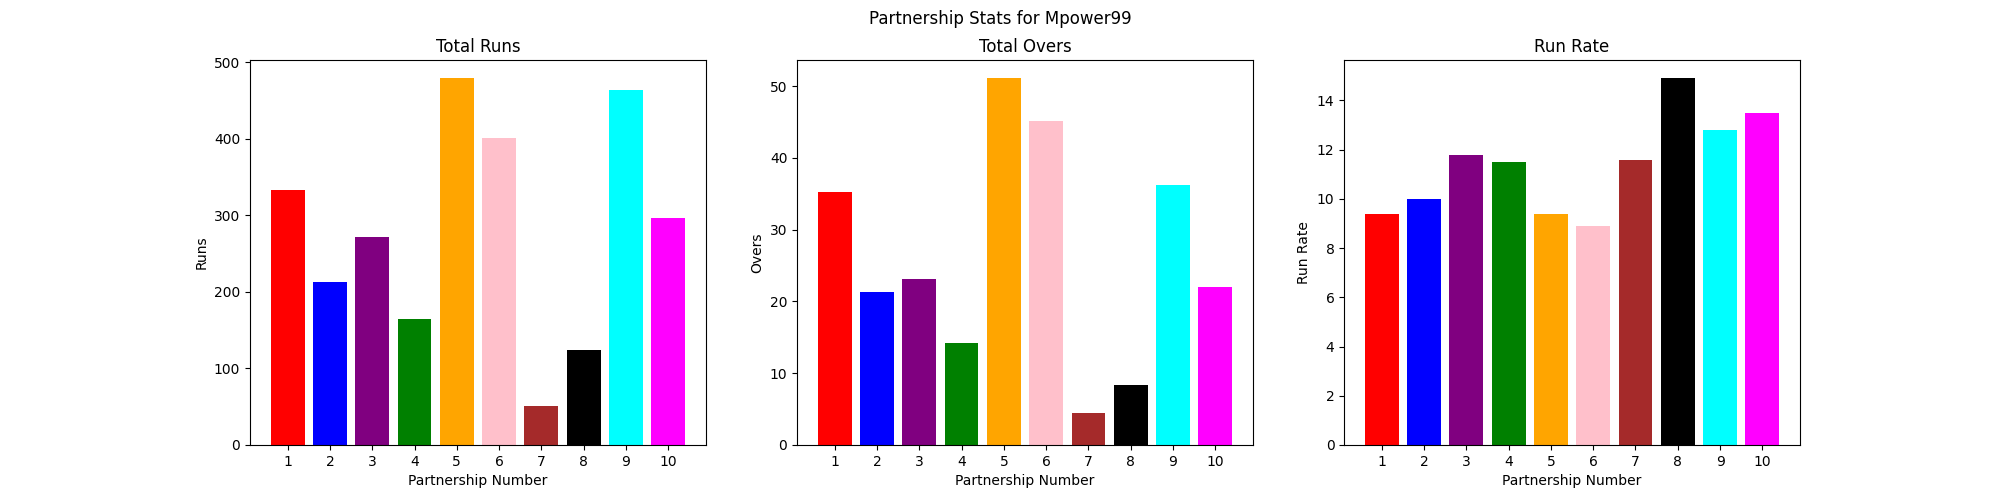 Partnership Stats for Mpower99
Total Runs
500
400
300
200
100
0
Runs
1 2 3 4 5 6 7 8 9 10
Partnership Number
Total Overs
50
40
30
20
10
0
Overs
1 2 3 4 5 6 7 8 9 10
Partnership Number
Run Rate
14
12
10
8
6
4
2
0
Run Rate
1 2 3 4 5 6 7 8 9 10
Partnership Number